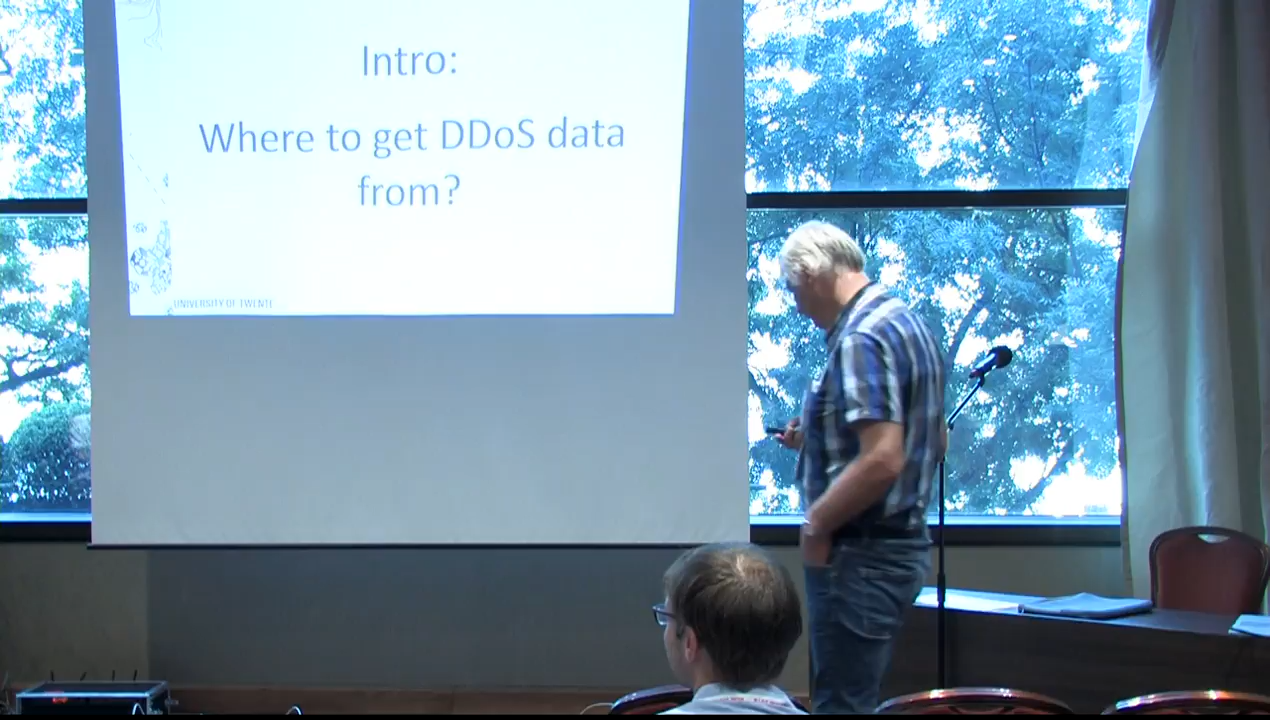 Intro:
Where to get DDoS data
from?
UNIVERSITY OF TWENTE